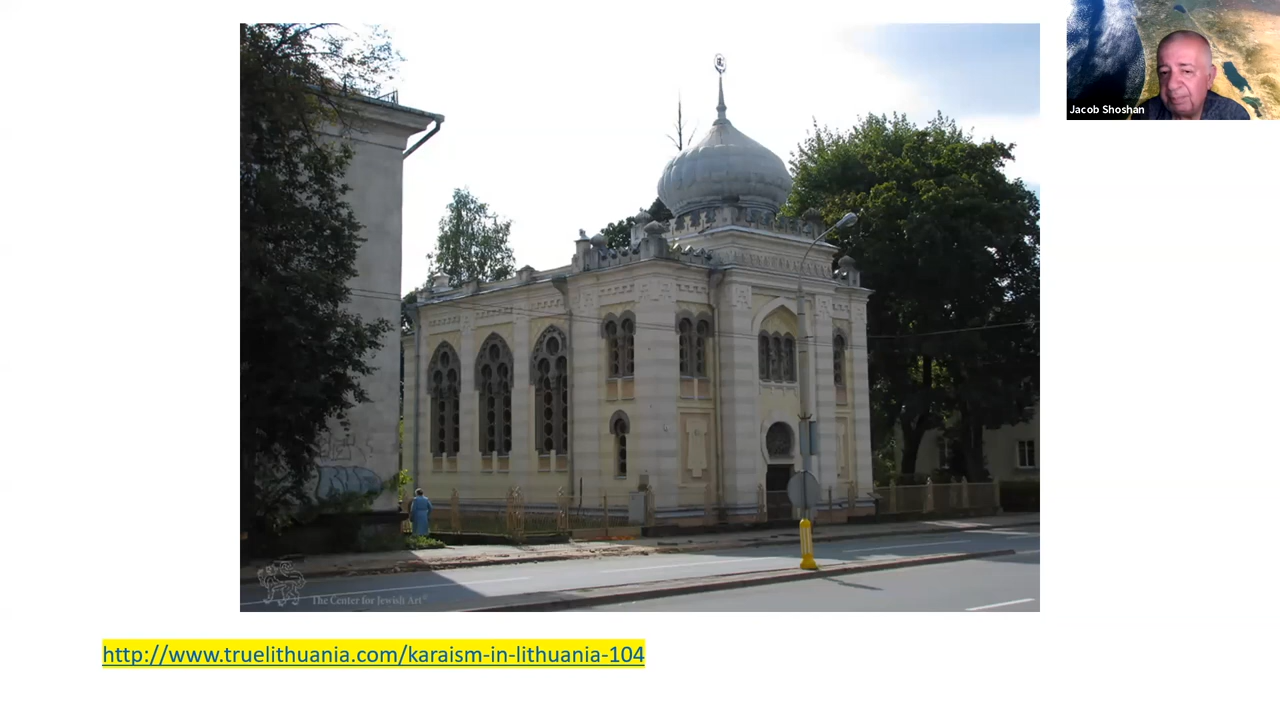 Jacob Shoshan
The Center for Jewish Art©
http://www.truelithuania.com/karaism-in-lithuania-104